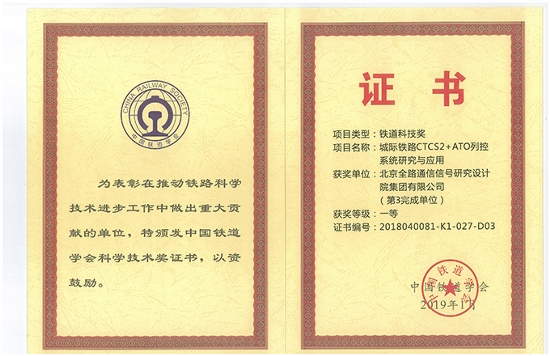 CHINA RAILWAY SOCIETY
中国铁道学会
为表彰在推动铁路科学
技术进步工作中做出重大贡
献的单位，特颁发中国铁道
学会科学技术奖证书，以资
鼓励。
证书
项目类型：铁道科技奖
项目名称：城际铁路CTCS2+ATO列控
系统研究与应用
获奖单位：北京全路通信信号研究设计
院集团有限公司
（第3完成单位）
获奖等级：一等
证书编号：2018040081-K1-027-D03
中国铁道学会
中国铁道学会
2019年1月